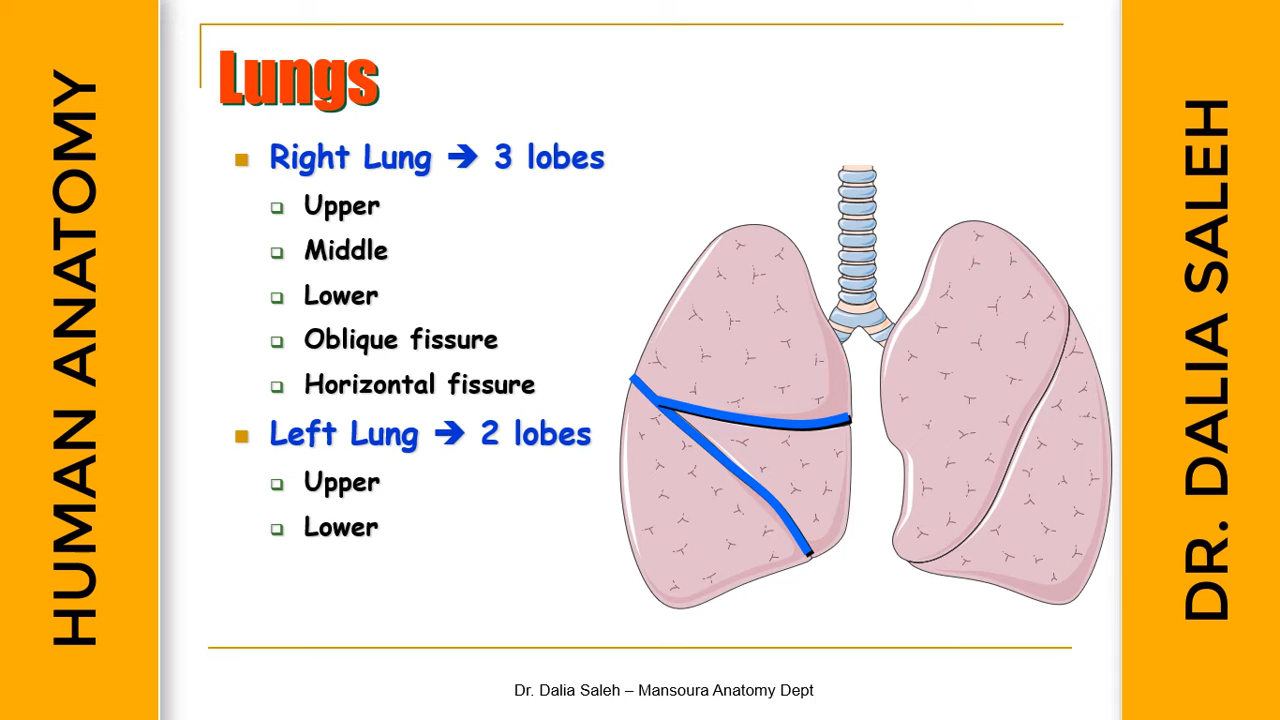 HUMAN ANATOMY
Lungs
Right Lung ➔ 3 lobes
Upper
Middle
Lower
Oblique fissure
Horizontal fissure
Left Lung ➔ 2 lobes
Upper
Lower
Dr. Dalia Saleh – Mansoura Anatomy Dept
DR. DALIA SALEH